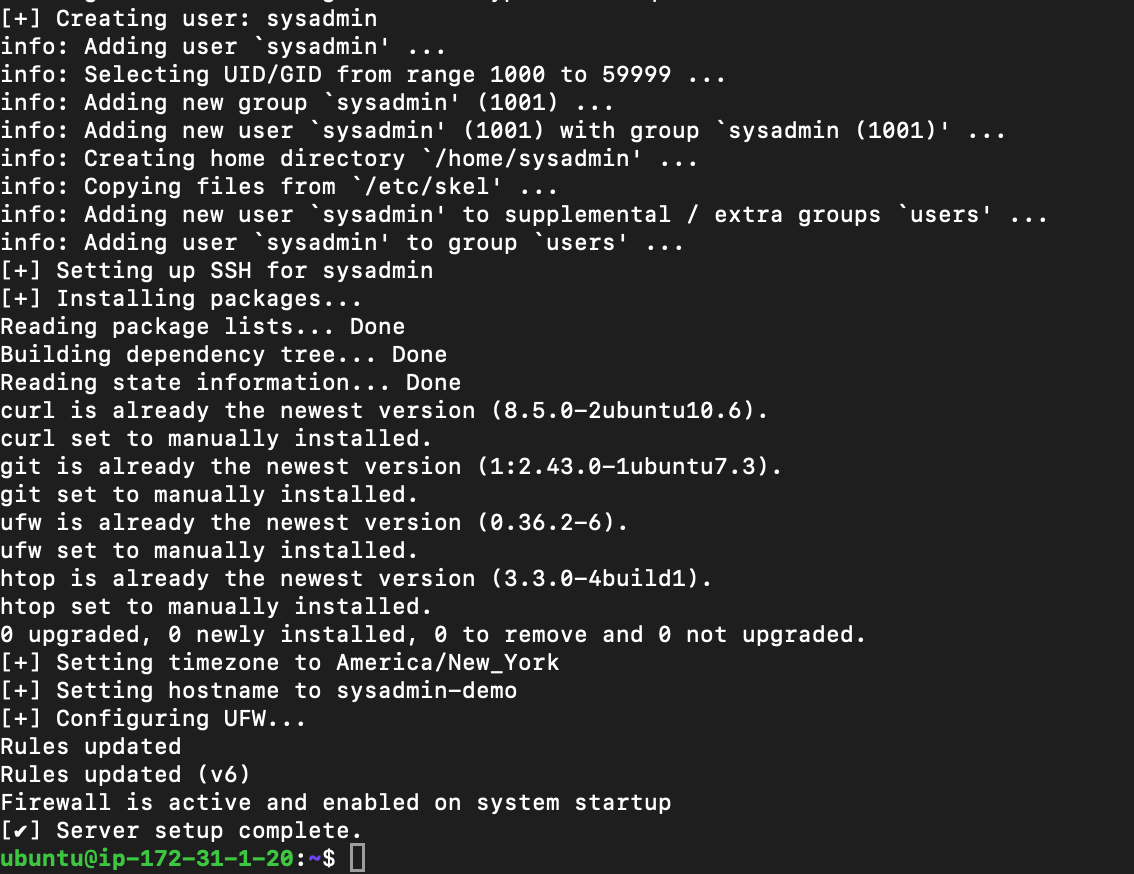 [+] Creating user: sysadmin
info: Adding user `sysadmin' ...
info: Selecting UID/GID from range 1000 to 59999 ...
info: Adding new group `sysadmin' (1001) ...
info: Adding new user `sysadmin' (1001) with group `sysadmin (1001)' ...
info: Creating home directory `/home/sysadmin' ...
info: Copying files from `/etc/skel' ...
info: Adding new user `sysadmin' to supplemental / extra groups `users' ...
info: Adding user `sysadmin' to group `users' ...
[+] Setting up SSH for sysadmin
[+] Installing packages...
Reading package lists... Done
Building dependency tree... Done
Reading state information... Done
curl is already the newest version (8.5.0-2ubuntu10.6).
curl set to manually installed.
git is already the newest version (1:2.43.0-1ubuntu7.3).
git set to manually installed.
ufw is already the newest version (0.36.2-6).
ufw set to manually installed.
htop is already the newest version (3.3.0-4build1).
htop set to manually installed.
0 upgraded, 0 newly installed, 0 to remove and 0 not upgraded.
[+] Setting timezone to America/New_York
[+] Setting hostname to sysadmin-demo
[+] Configuring UFW...
Rules updated
Rules updated (v6)
Firewall is active and enabled on system startup
[✔] Server setup complete.
ubuntu@ip-172-31-1-20:~$